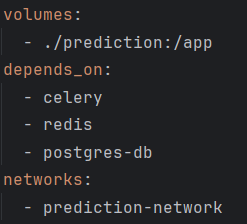 volumes:
  - ./prediction:/app
depends_on:
  - celery
  - redis
  - postgres-db
networks:
  - prediction-network